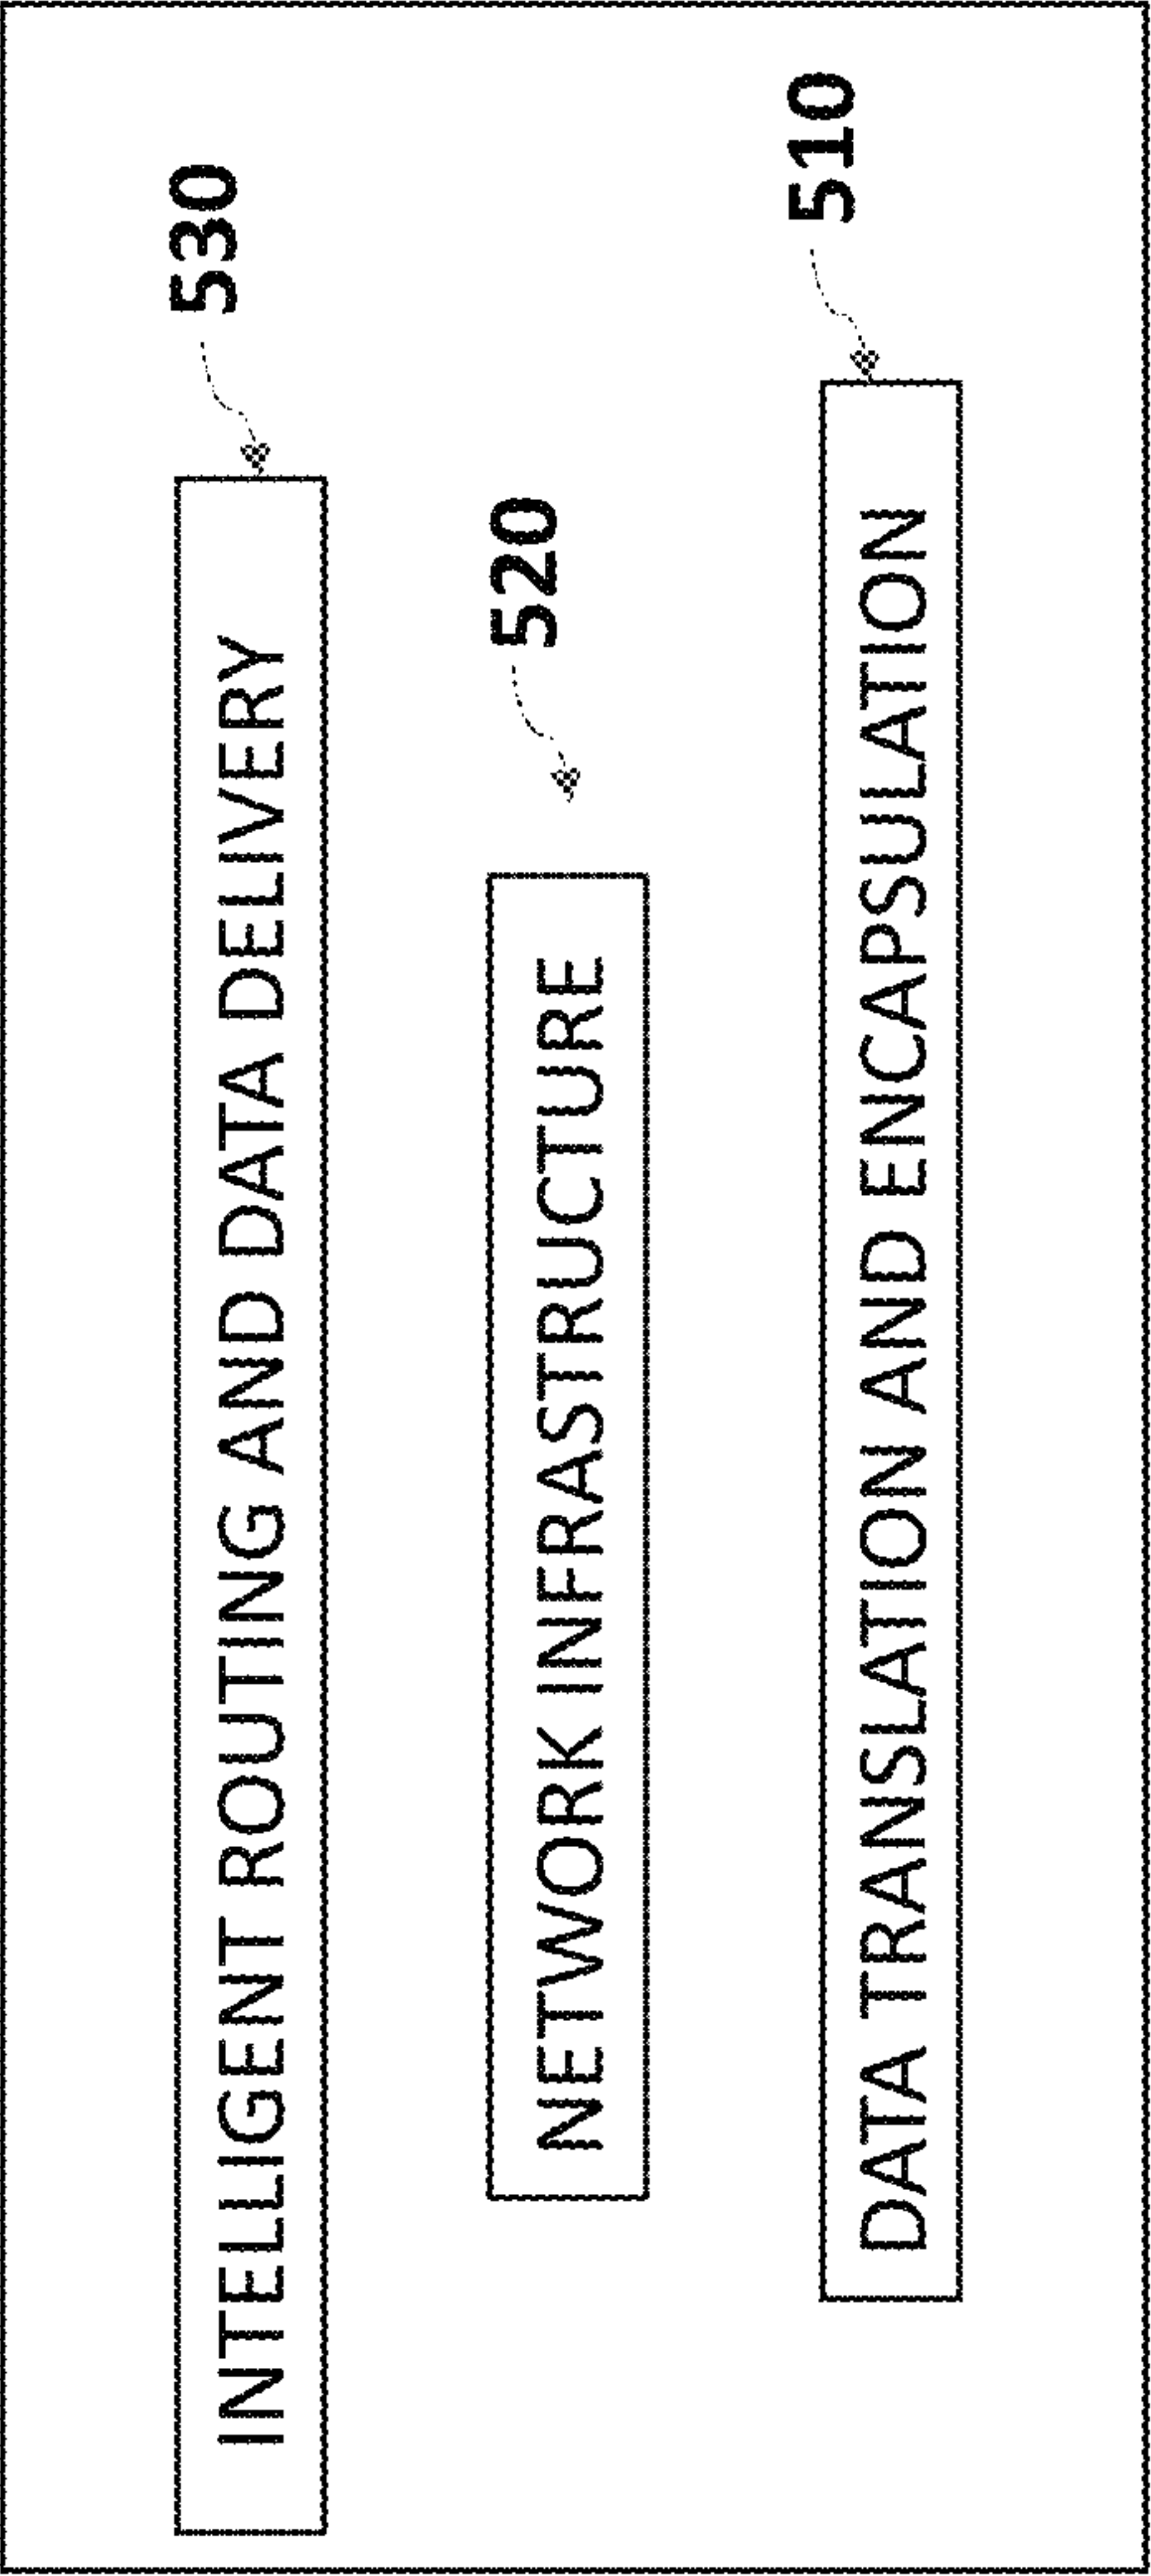 530
INTELLIGENT ROUTING AND DATA DELIVERY
520
NETWORK INFRASTRUCTURE
510
DATA TRANSLATION AND ENCAPSULATION